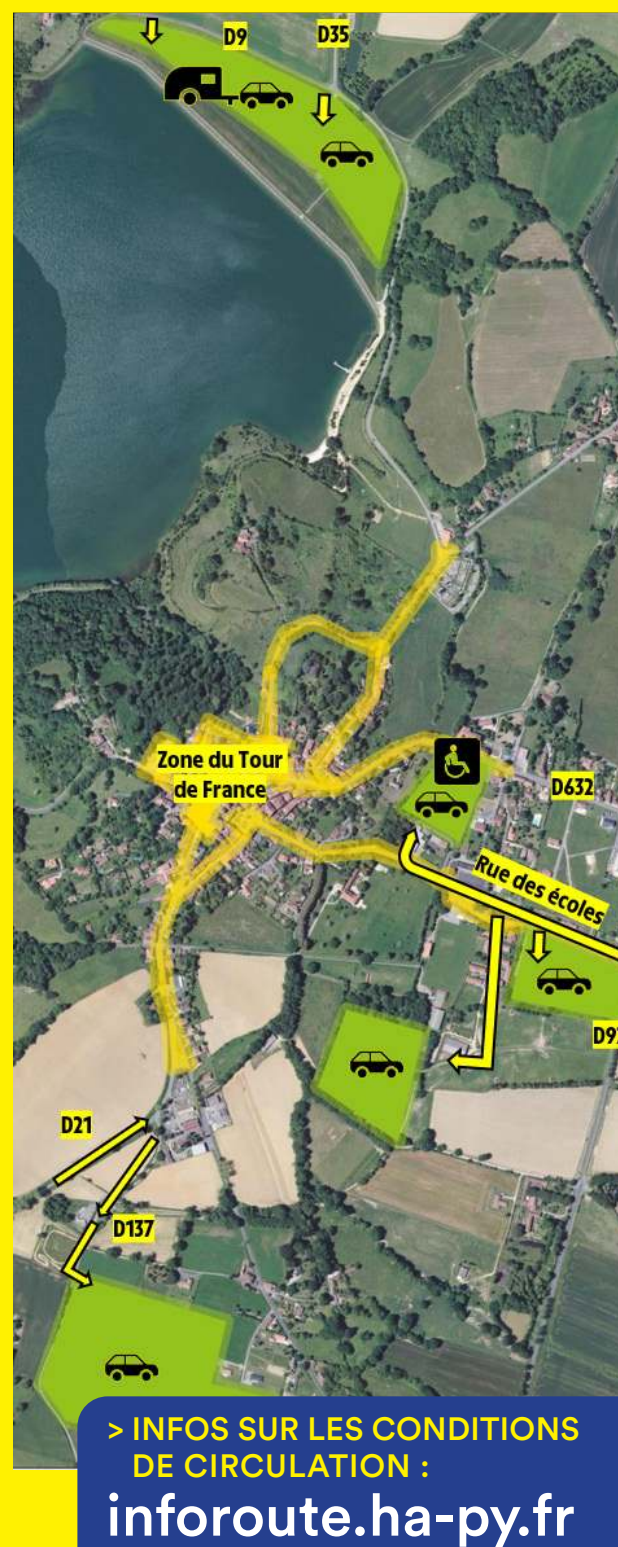 D9
D35
Zone du Tour
de France
D632
Rue des écoles
D21
D137
> INFOS SUR LES CONDITIONS
DE CIRCULATION :
inforoute.ha-py.fr